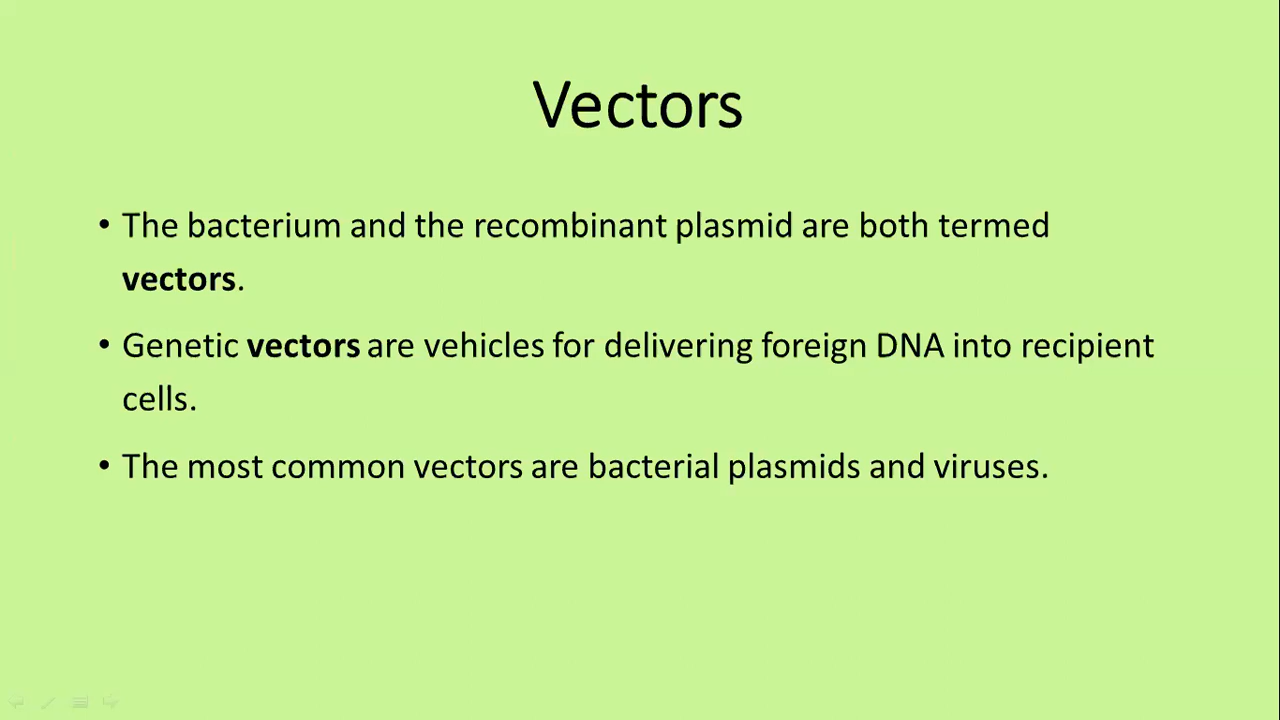 Vectors
• The bacterium and the recombinant plasmid are both termed
vectors.
• Genetic vectors are vehicles for delivering foreign DNA into recipient
cells.
• The most common vectors are bacterial plasmids and viruses.